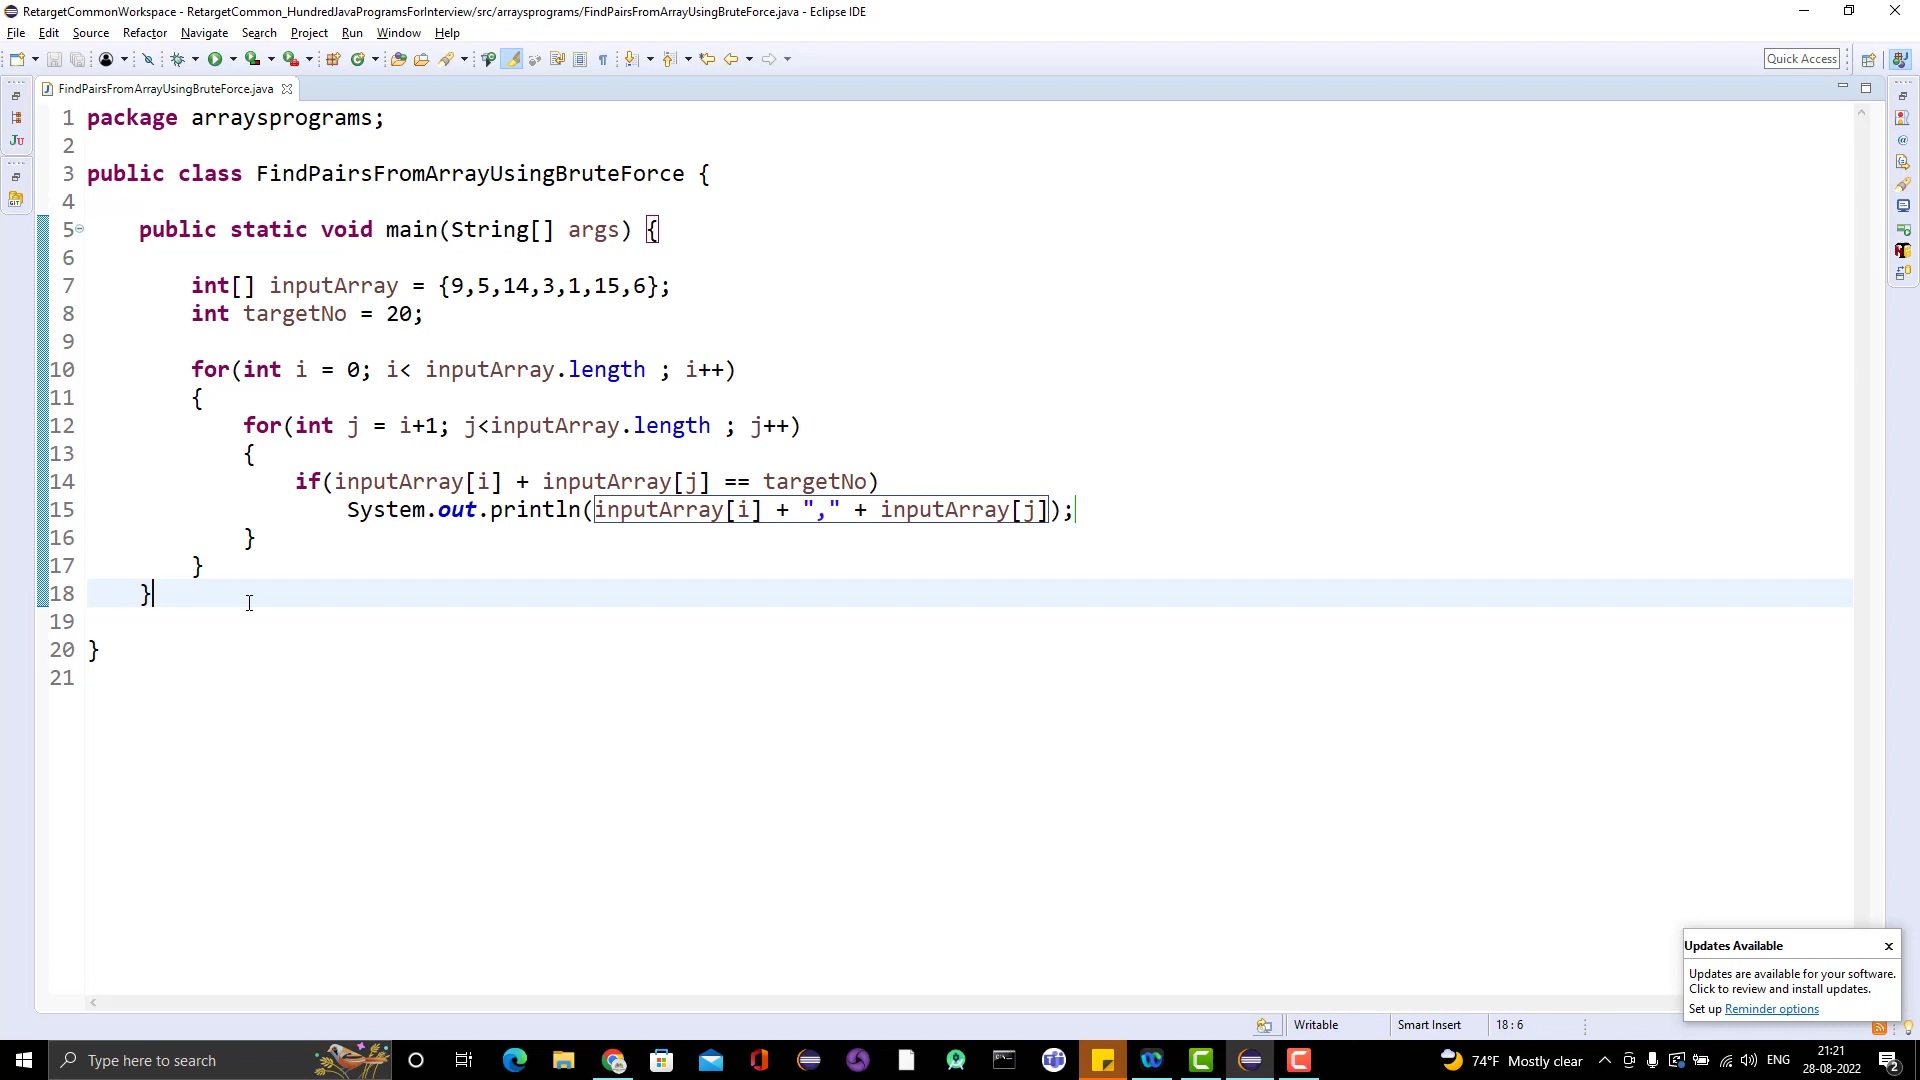 RetargetCommonWorkspace - RetargetCommon_HundredJavaProgramsForInterview/src/arraysprograms/FindPairsFromArrayUsingBruteForce.java - Eclipse IDE
File Edit Source Refactor Navigate Search Project Run Window Help
Quick Access
FindPairsFromArrayUsingBruteForce.java
1 package arraysprograms;
2
3 public class FindPairsFromArrayUsingBruteForce {
4
5 public static void main(String[] args) {
6
7 int[] inputArray = {9,5,14,3,1,15,6};
8 int targetNo = 20;
9
10 for(int i = 0; i< inputArray.length ; i++)
11 {
12 for(int j = i+1; j<inputArray.length ; j++)
13 {
14 if(inputArray[i] + inputArray[j] == targetNo)
15 System.out.println(inputArray[i] + "," + inputArray[j]);
16 }
17 }
18 }
19
20 }
21
Updates Available
Updates are available for your software.
Click to review and install updates.
Set up Reminder options
Writable Smart Insert 18 : 6
Type here to search
74°F Mostly clear
ENG
21:21
28-08-2022
2